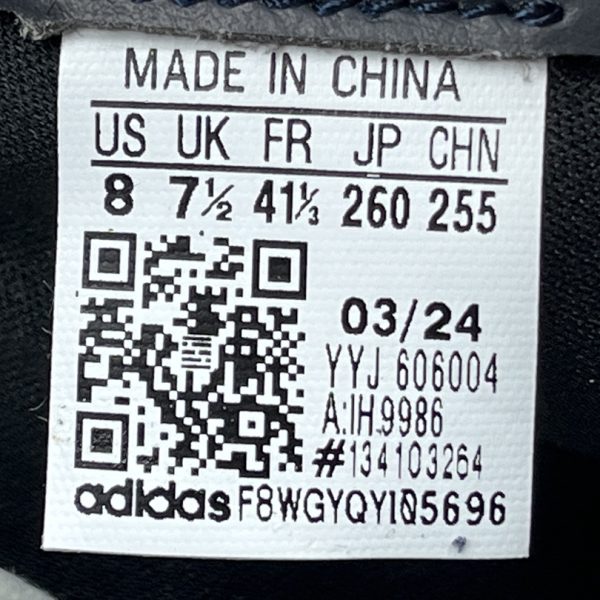 MADE IN CHINA
US UK FR JP CHN
8 7½ 41⅓ 260 255
03/24
YYJ 606004
A:IH9986
#134103264
adidas F8WGYQYI05696